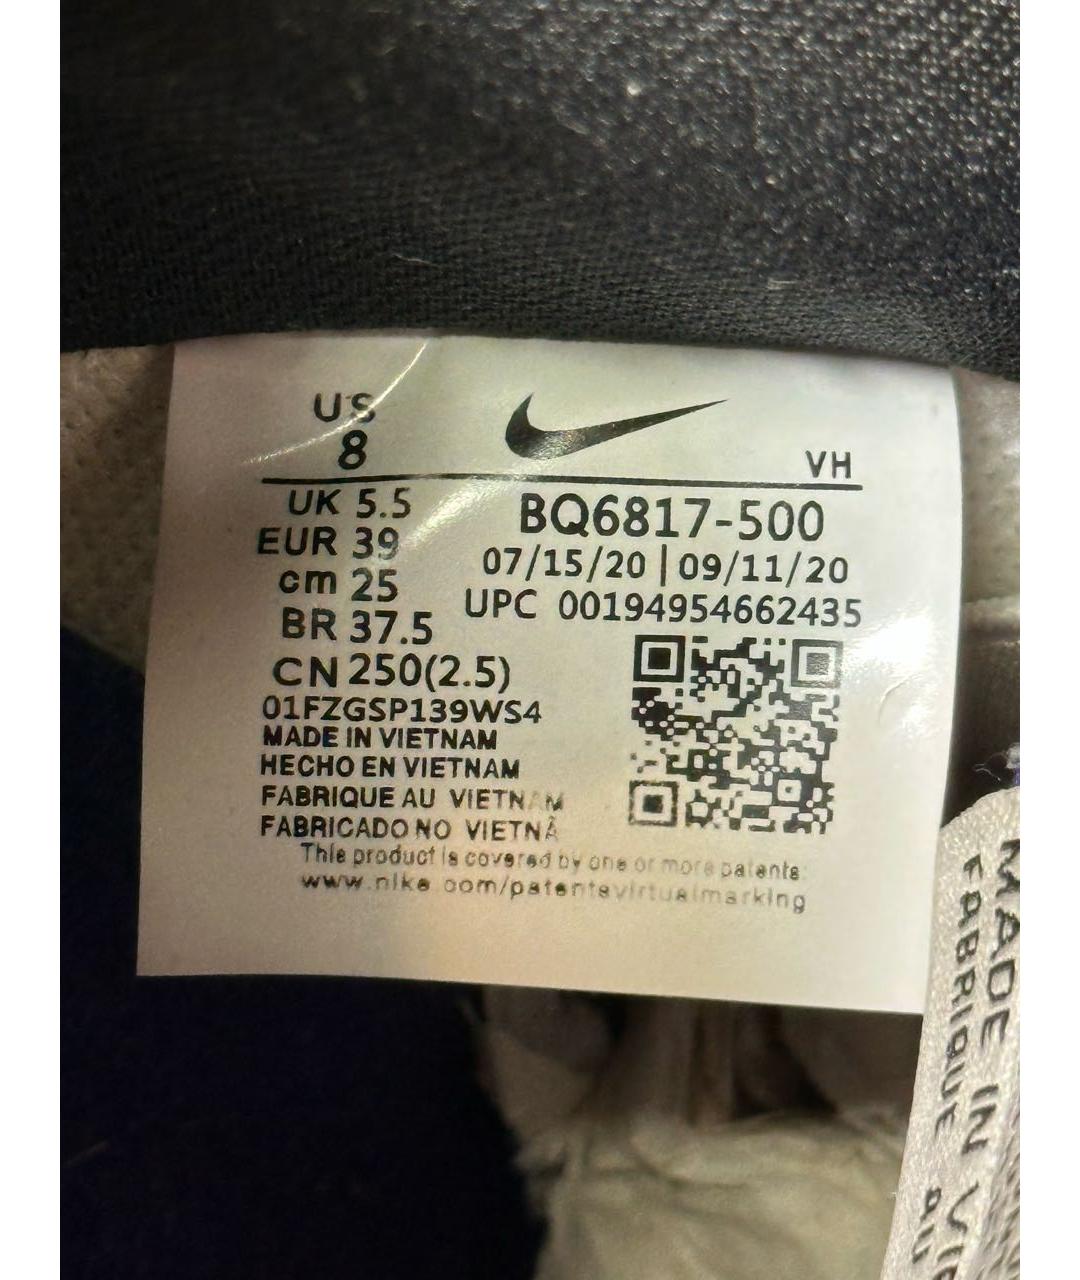 US
8
VH
UK 5.5
EUR 39
cm 25
BR 37.5
CN 250(2.5)
BQ6817-500
07/15/20 | 09/11/20
UPC 00194954662435
01FZGSP139WS4
MADE IN VIETNAM
HECHO EN VIETNAM
FABRIQUE AU VIETNAM
FABRICADO NO VIETNÃ
This product is covered by one or more patents:
www.nike.com/patentsvirtualmarking
MADE IN
FABRIQUE AU